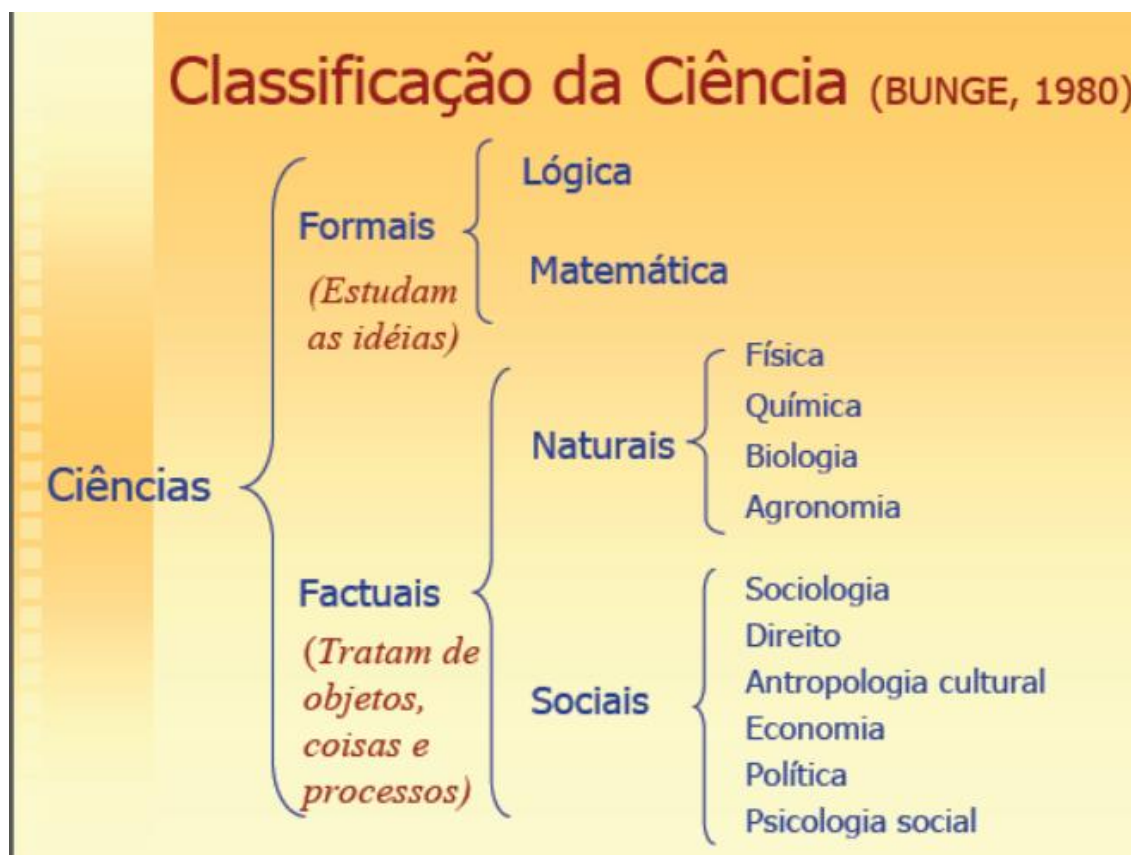 Classificação da Ciência (BUNGE, 1980)
Ciências
Formais
(Estudam
as idéias)
Lógica
Matemática
Factuais
(Tratam de
objetos,
coisas e
processos)
Naturais
Física
Química
Biologia
Agronomia
Sociais
Sociologia
Direito
Antropologia cultural
Economia
Política
Psicologia social